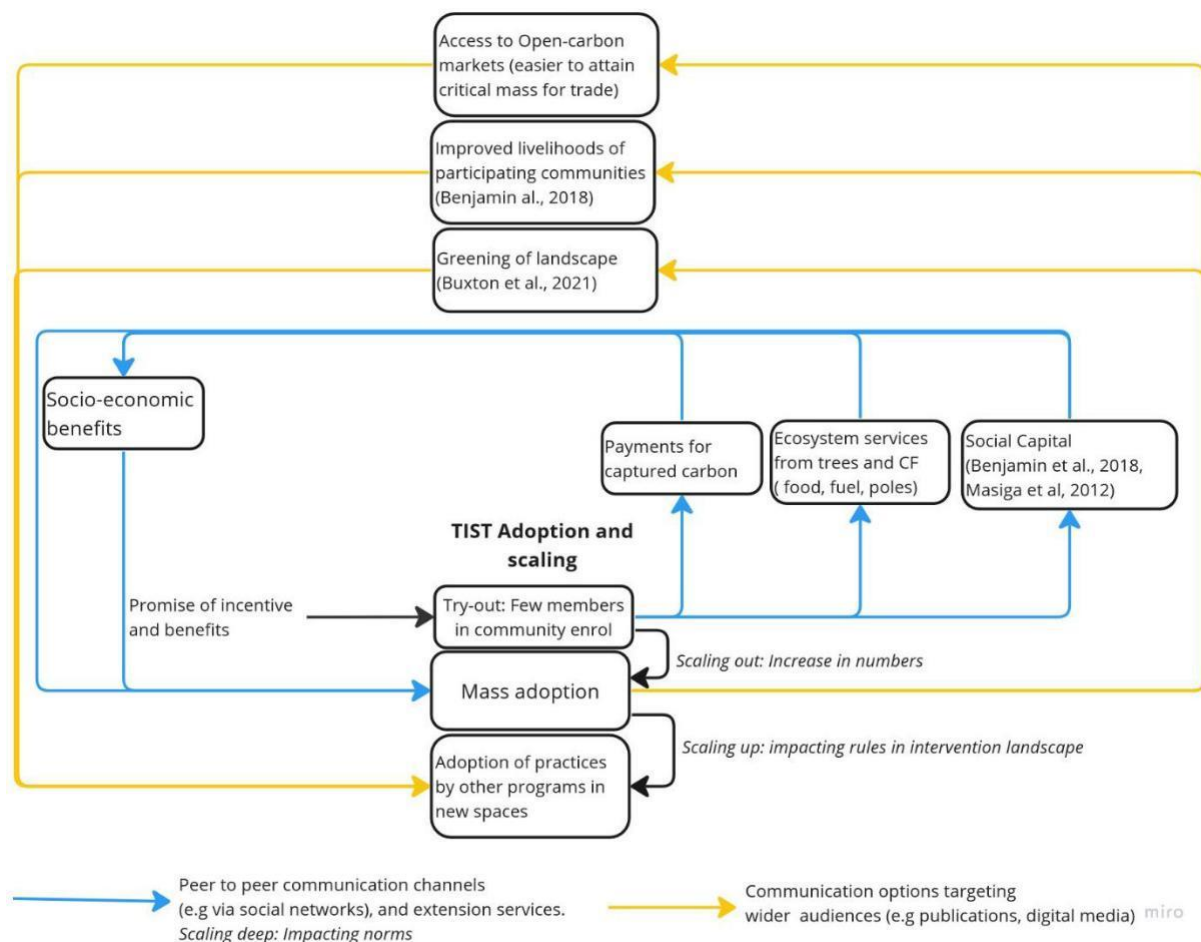 Access to Open-carbon
markets (easier to attain
critical mass for trade)
Improved livelihoods of
participating communities
(Benjamin al., 2018)
Greening of landscape
(Buxton et al., 2021)
Socio-economic
benefits
Payments for
captured carbon
Ecosystem services
from trees and CF
( food, fuel, poles)
Social Capital
(Benjamin et al., 2018,
Masiga et al, 2012)
TIST Adoption and
scaling
Promise of incentive
and benefits
Try-out: Few members
in community enrol
Scaling out: Increase in numbers
Mass adoption
Scaling up: impacting rules in intervention landscape
Adoption of practices
by other programs in
new spaces
Peer to peer communication channels
(e.g via social networks), and extension services.
Scaling deep: Impacting norms
Communication options targeting
wider audiences (e.g publications, digital media)
miro